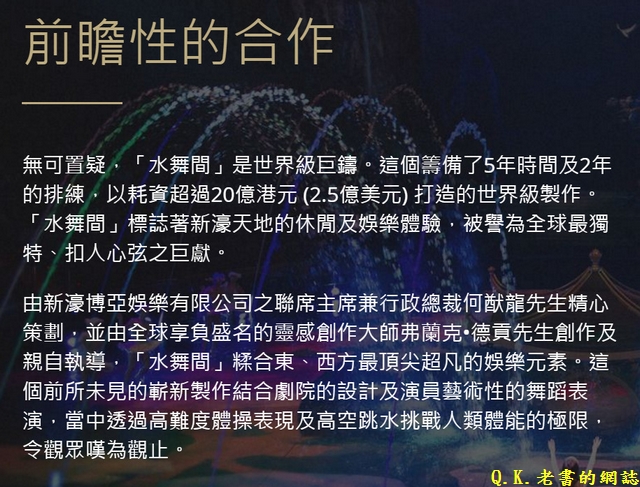 前瞻性的合作
無可置疑，「水舞間」是世界級巨鑄。這個籌備了5年時間及2年
的排練，以耗資超過20億港元 (2.5億美元) 打造的世界級製作。
「水舞間」標誌著新濠天地的休閒及娛樂體驗，被譽為全球最獨
特、扣人心弦之巨獻。
由新濠博亞娛樂有限公司之聯席主席兼行政總裁何猷龍先生精心
策劃，並由全球享負盛名的靈感創作大師弗蘭克•德貢先生創作及
親自執導，「水舞間」糅合東、西方最頂尖超凡的娛樂元素。這
個前所未見的嶄新製作結合劇院的設計及演員藝術性的舞蹈表
演，當中透過高難度體操表現及高空跳水挑戰人類體能的極限，
令觀眾嘆為觀止。
Q.K.老書的網誌